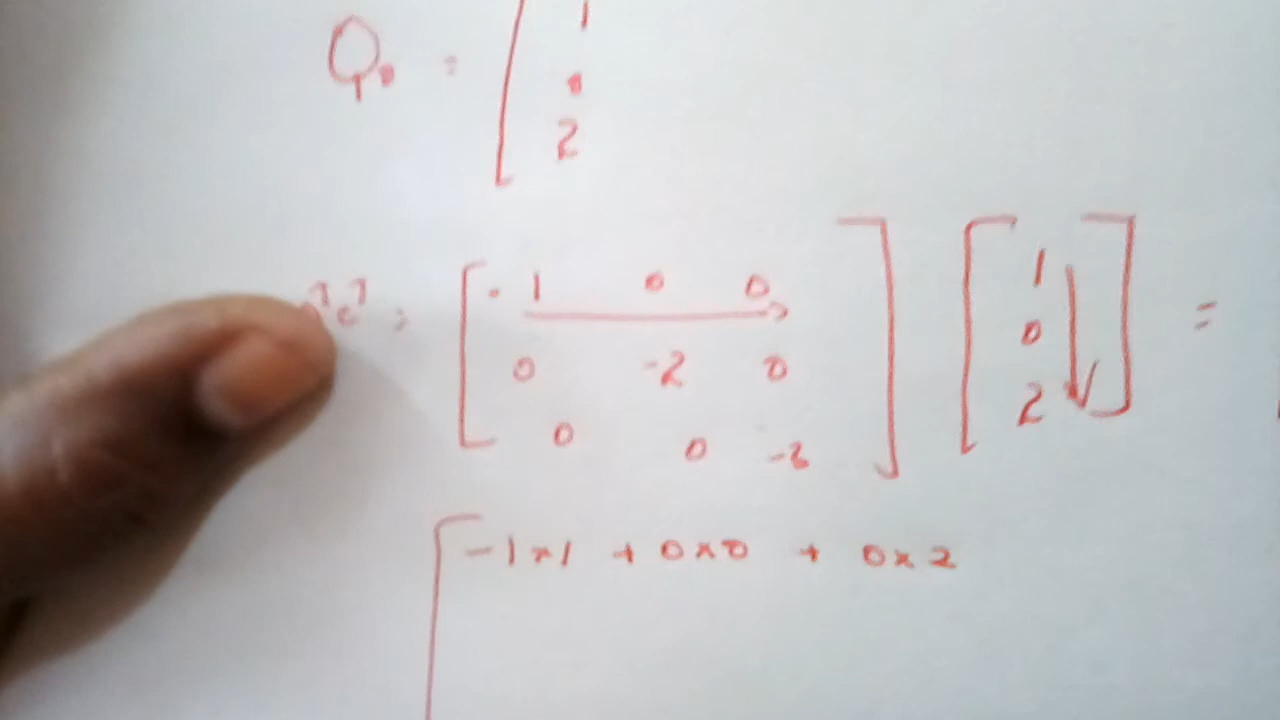 1
Q. = 0
2
- 1 0 0 1
0 -2 0 0 =
0 0 -2 2
-1×1 + 0×0 + 0×2